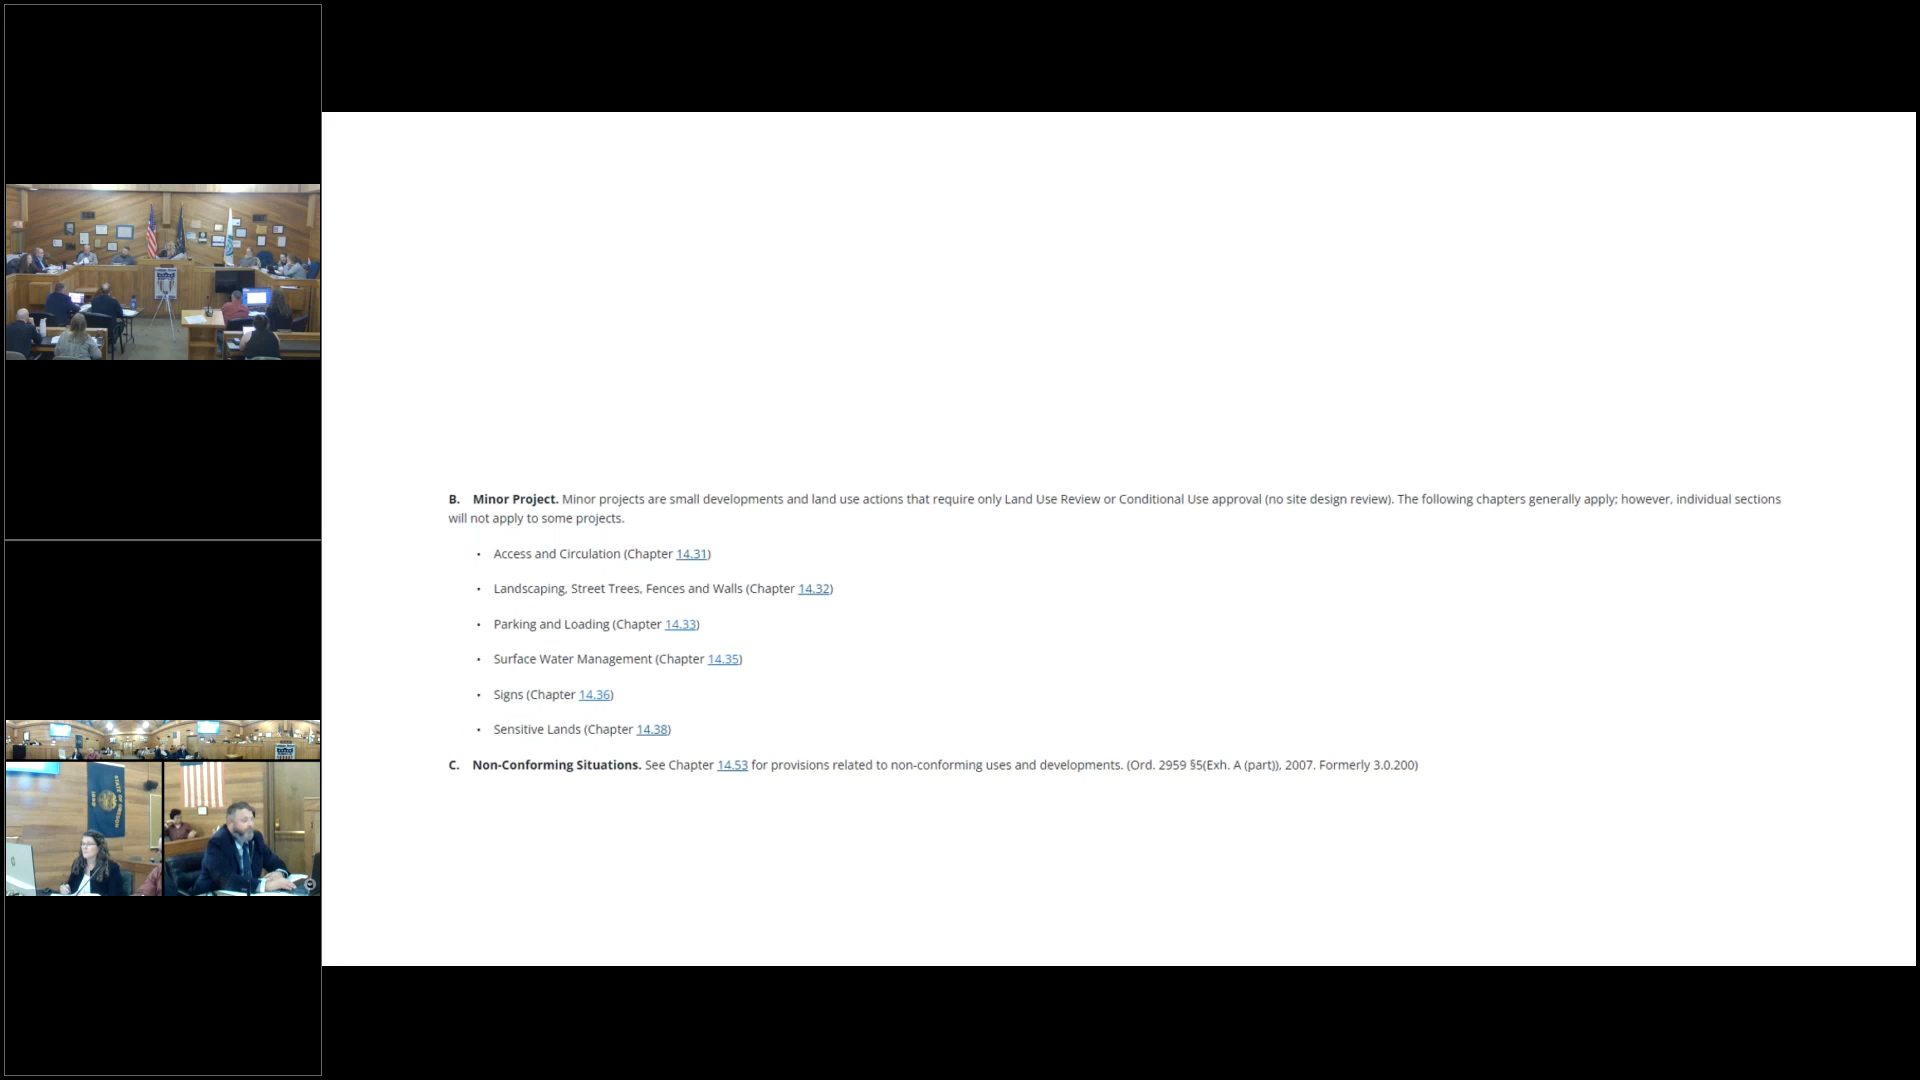 B. Minor Project. Minor projects are small developments and land use actions that require only Land Use Review or Conditional Use approval (no site design review). The following chapters generally apply; however, individual sections
will not apply to some projects.
• Access and Circulation (Chapter 14.31)
• Landscaping, Street Trees, Fences and Walls (Chapter 14.32)
• Parking and Loading (Chapter 14.33)
• Surface Water Management (Chapter 14.35)
• Signs (Chapter 14.36)
• Sensitive Lands (Chapter 14.38)
C. Non-Conforming Situations. See Chapter 14.53 for provisions related to non-conforming uses and developments. (Ord. 2959 §5(Exh. A (part)), 2007. Formerly 3.0.200)
STATE OF OREGON
1859